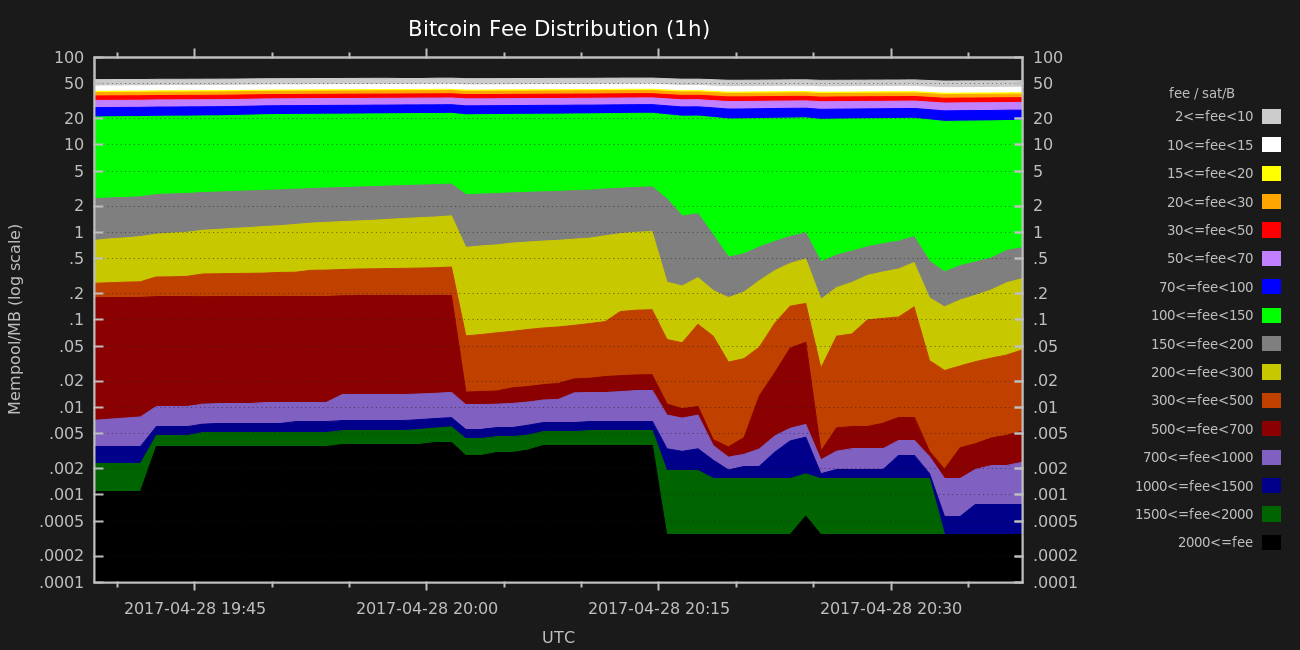 Bitcoin Fee Distribution (1h)
Mempool/MB (log scale)
100
50
20
10
5
2
1
.5
.2
.1
.05
.02
.01
.005
.002
.001
.0005
.0002
.0001
100
50
20
10
5
2
1
.5
.2
.1
.05
.02
.01
.005
.002
.001
.0005
.0002
.0001
2017-04-28 19:45
2017-04-28 20:00
2017-04-28 20:15
2017-04-28 20:30
UTC
fee / sat/B
2<=fee<10
10<=fee<15
15<=fee<20
20<=fee<30
30<=fee<50
50<=fee<70
70<=fee<100
100<=fee<150
150<=fee<200
200<=fee<300
300<=fee<500
500<=fee<700
700<=fee<1000
1000<=fee<1500
1500<=fee<2000
2000<=fee